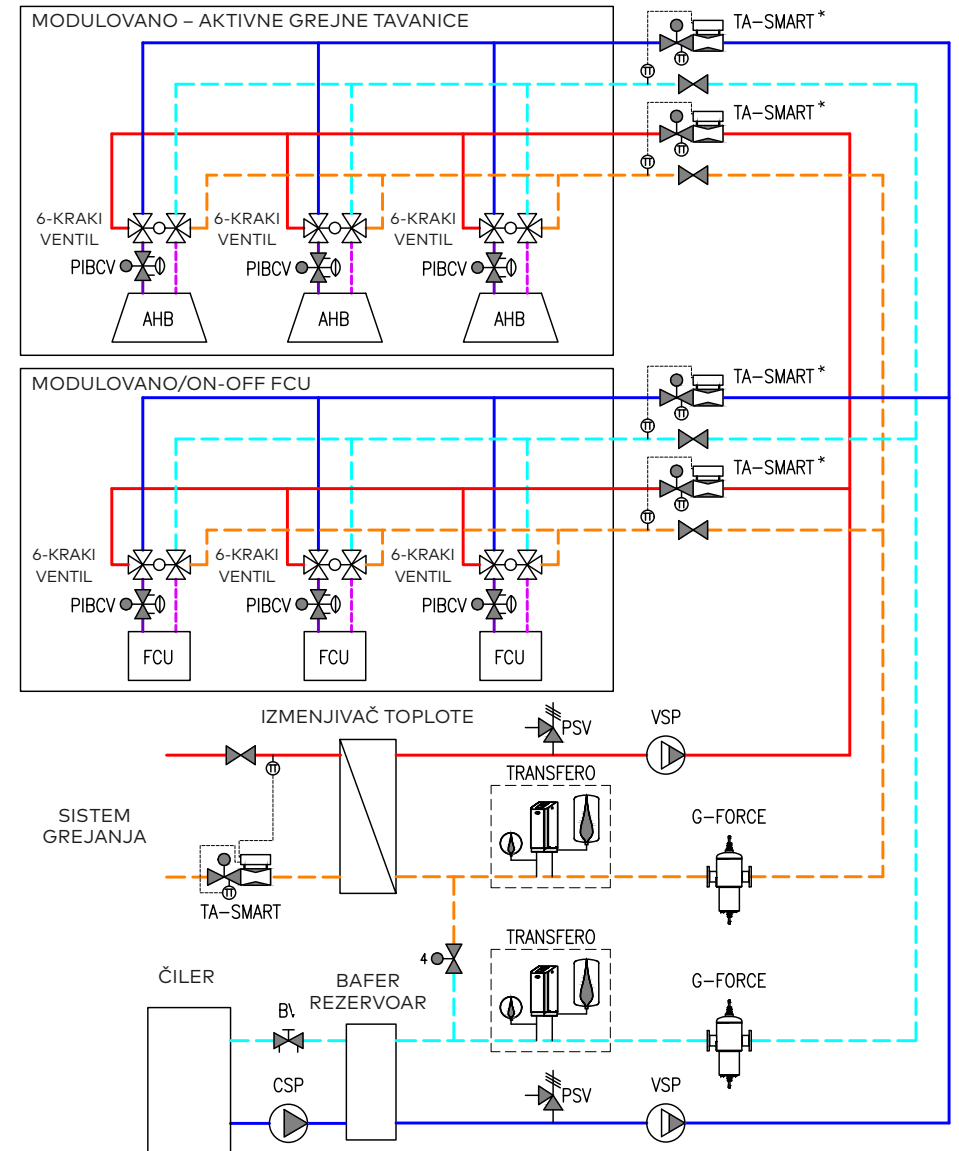 MODULOVANO – AKTIVNE GREJNE TAVANICE
TA-SMART*
TA-SMART*
6-KRAKI
VENTIL
6-KRAKI
VENTIL
6-KRAKI
VENTIL
PIBCV
PIBCV
PIBCV
AHB
AHB
AHB
MODULOVANO/ON-OFF FCU
TA-SMART*
TA-SMART*
6-KRAKI
VENTIL
6-KRAKI
VENTIL
6-KRAKI
VENTIL
PIBCV
PIBCV
PIBCV
FCU
FCU
FCU
IZMENJIVAČ TOPLOTE
PSV
VSP
TRANSFERO
G-FORCE
SISTEM
GREJANJA
TA-SMART
TRANSFERO
4
ČILER
BAFER
REZERVOAR
G-FORCE
CSP
PSV
VSP